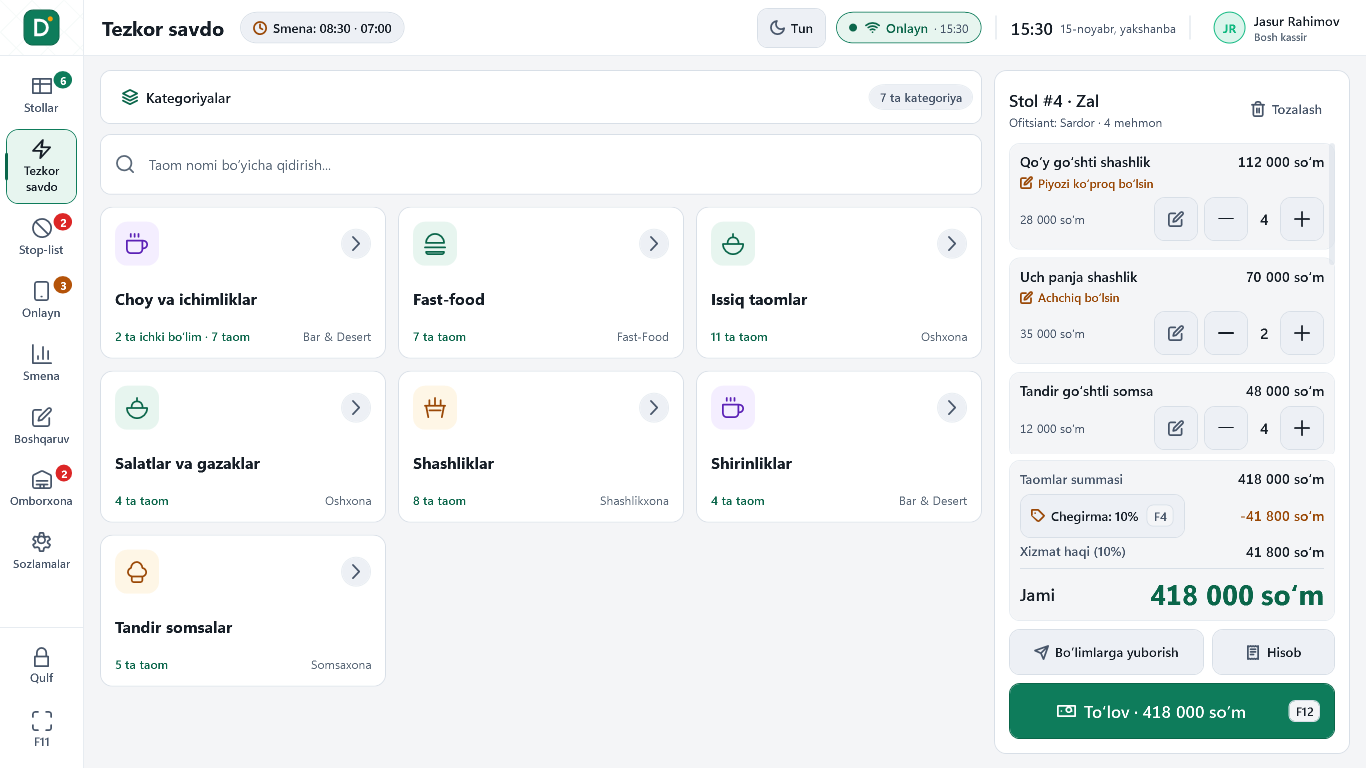 D
Tezkor savdo
Smena: 08:30 · 07:00
Tun
Onlayn · 15:30
15:30 15-noyabr, yakshanba
JR
Jasur Rahimov
Bosh kassir
6
Stollar
Tezkor
savdo
2
Stop-list
3
Onlayn
Smena
Boshqaruv
2
Omborxona
Sozlamalar
Qulf
F11
Kategoriyalar
7 ta kategoriya
Taom nomi bo‘yicha qidirish...
Choy va ichimliklar
2 ta ichki bo‘lim · 7 taom Bar & Desert
Fast-food
7 ta taom Fast-Food
Issiq taomlar
11 ta taom Oshxona
Salatlar va gazaklar
4 ta taom Oshxona
Shashliklar
8 ta taom Shashlikxona
Shirinliklar
4 ta taom Bar & Desert
Tandir somsalar
5 ta taom Somsaxona
Stol #4 · Zal
Ofitsiant: Sardor · 4 mehmon
Tozalash
Qo‘y go‘shti shashlik 112 000 so‘m
Piyozi ko‘proq bo‘lsin
28 000 so‘m 4
Uch panja shashlik 70 000 so‘m
Achchiq bo‘lsin
35 000 so‘m 2
Tandir go‘shtli somsa 48 000 so‘m
12 000 so‘m 4
Taomlar summasi 418 000 so‘m
Chegirma: 10% F4 -41 800 so‘m
Xizmat haqi (10%) 41 800 so‘m
Jami 418 000 so‘m
Bo‘limlarga yuborish
Hisob
To‘lov · 418 000 so‘m F12